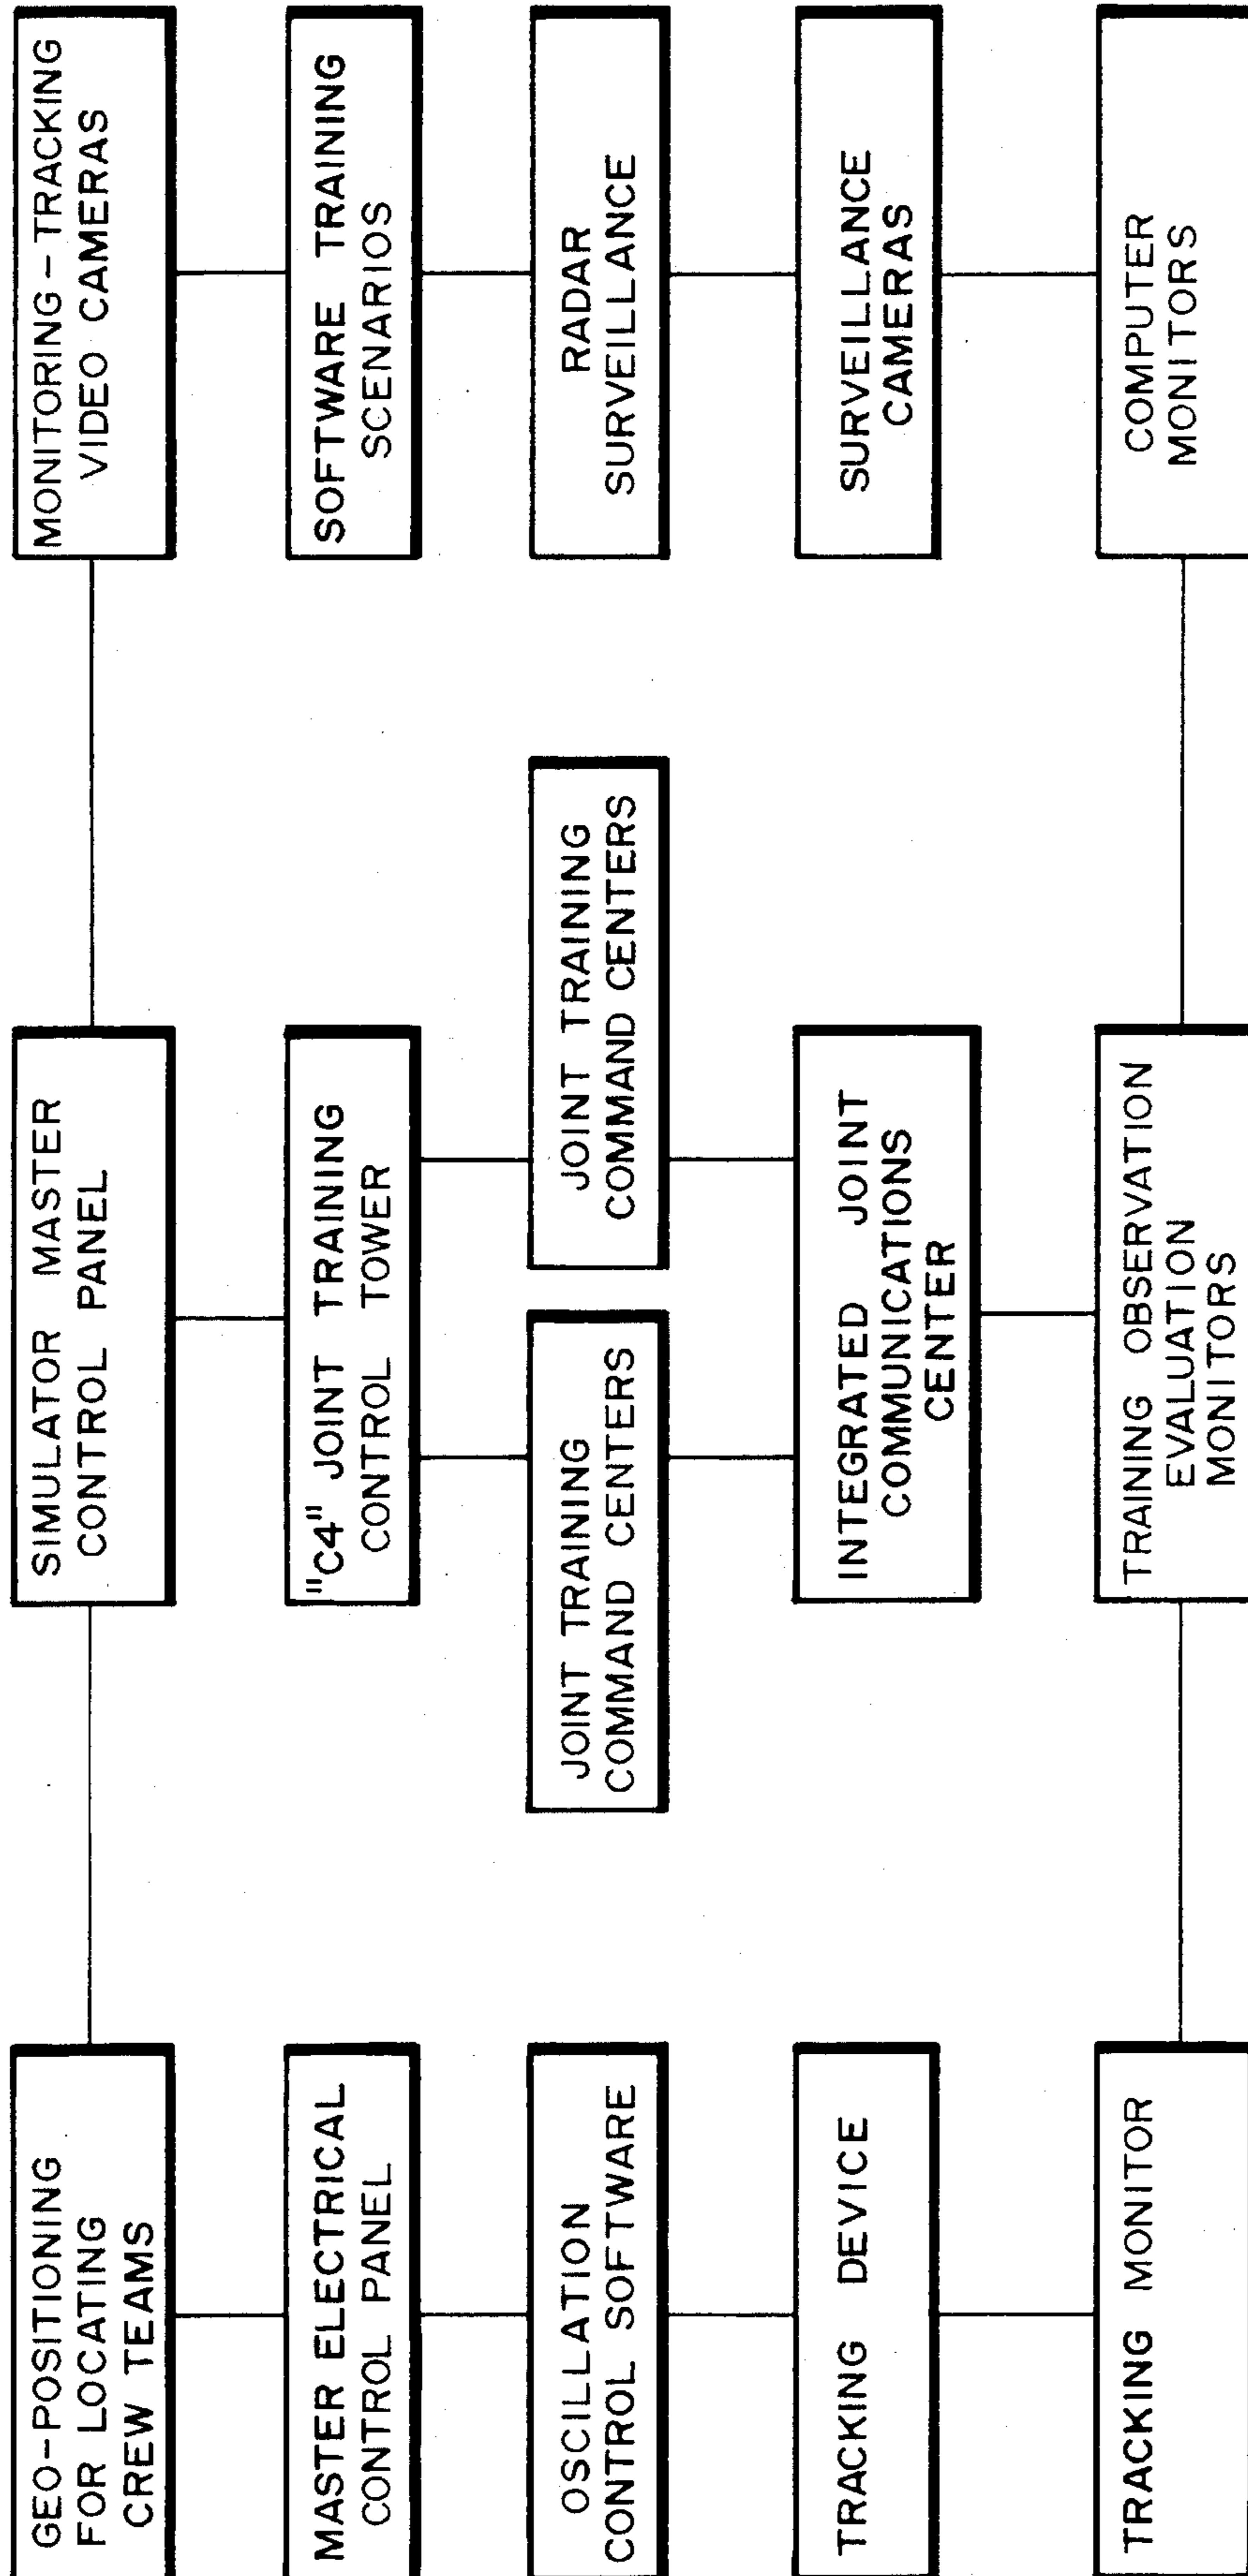 GEO-POSITIONING
FOR LOCATING
CREW TEAMS
SIMULATOR MASTER
CONTROL PANEL
MONITORING-TRACKING
VIDEO CAMERAS
MASTER ELECTRICAL
CONTROL PANEL
"C4" JOINT TRAINING
CONTROL TOWER
SOFTWARE TRAINING
SCENARIOS
OSCILLATION
CONTROL SOFTWARE
JOINT TRAINING
COMMAND CENTERS
JOINT TRAINING
COMMAND CENTERS
RADAR
SURVEILLANCE
TRACKING DEVICE
INTEGRATED JOINT
COMMUNICATIONS
CENTER
SURVEILLANCE
CAMERAS
TRACKING MONITOR
TRAINING OBSERVATION
EVALUATION
MONITORS
COMPUTER
MONITORS